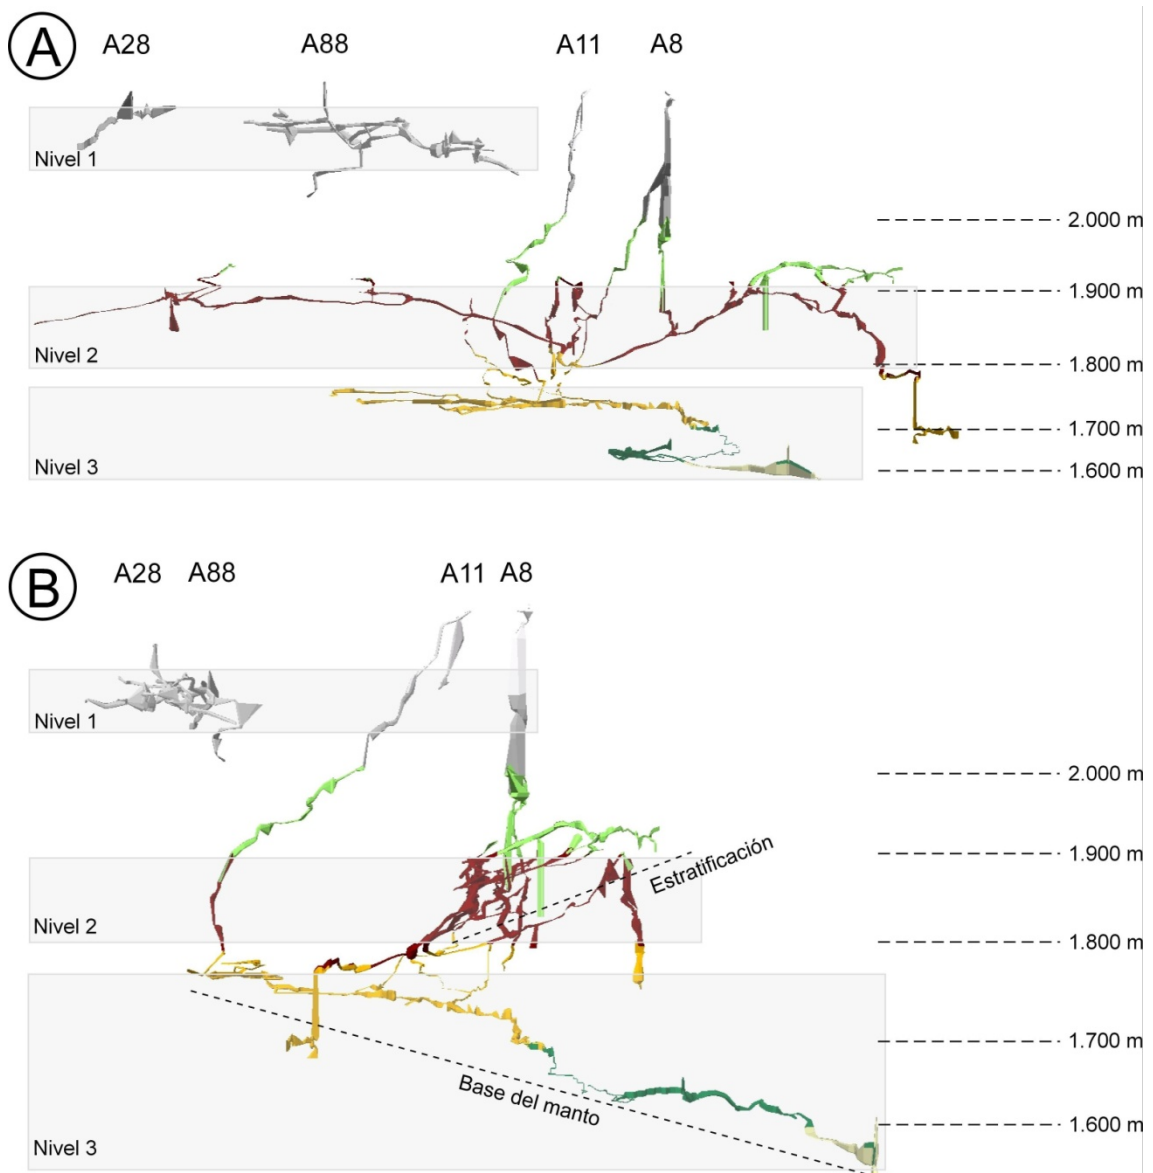 A
A28 A88 A11 A8
Nivel 1
2.000 m
1.900 m
Nivel 2
1.800 m
1.700 m
Nivel 3
1.600 m
B
A28 A88 A11 A8
Nivel 1
2.000 m
1.900 m
Estratificación
Nivel 2
1.800 m
1.700 m
Base del manto
1.600 m
Nivel 3